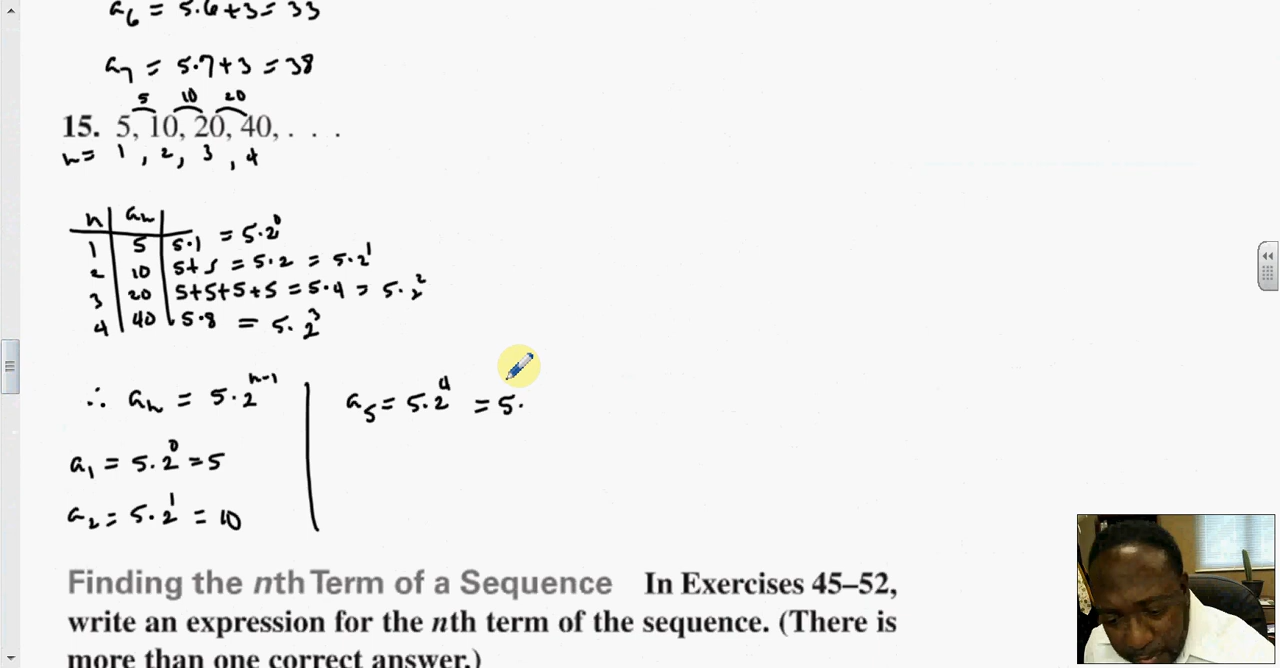 a₆ = 5.6+3 = 33
a₇ = 5.7+3 = 38
5 10 20
15. 5, 10, 20, 40, . . .
n= 1, 2, 3, 4
n | aₙ |
1 | 5 | 5·1 = 5·2⁰
2 | 10 | 5+5 = 5·2 = 5·2¹
3 | 20 | 5+5+5+5 = 5·4 = 5·2²
4 | 40 | 5·8 = 5·2³
∴ aₙ = 5·2ⁿ⁻¹
a₁ = 5·2⁰ = 5
a₂ = 5·2¹ = 10
a₅ = 5·2⁴ = 5·
Finding the nth Term of a Sequence In Exercises 45–52,
write an expression for the nth term of the sequence. (There is
more than one correct answer.)